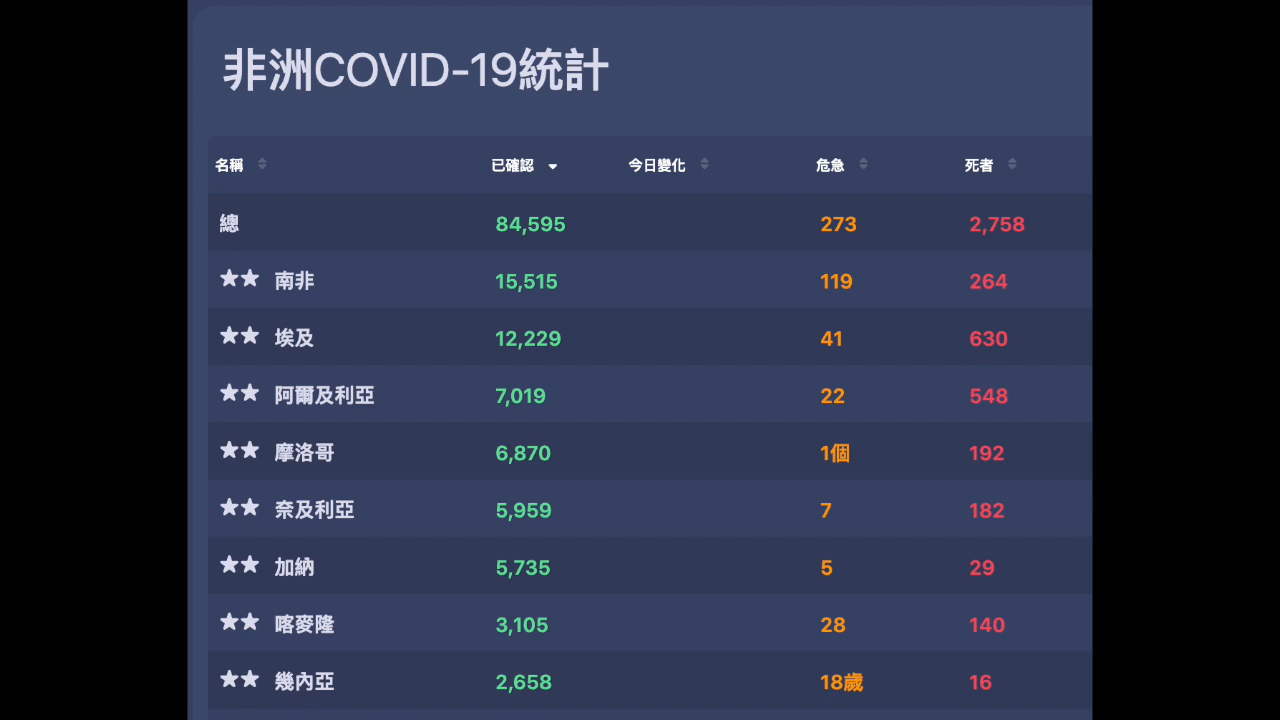 非洲COVID-19統計
名稱 已確認 今日變化 危急 死者
總 84,595 273 2,758
★★ 南非 15,515 119 264
★★ 埃及 12,229 41 630
★★ 阿爾及利亞 7,019 22 548
★★ 摩洛哥 6,870 1個 192
★★ 奈及利亞 5,959 7 182
★★ 加納 5,735 5 29
★★ 喀麥隆 3,105 28 140
★★ 幾內亞 2,658 18歲 16